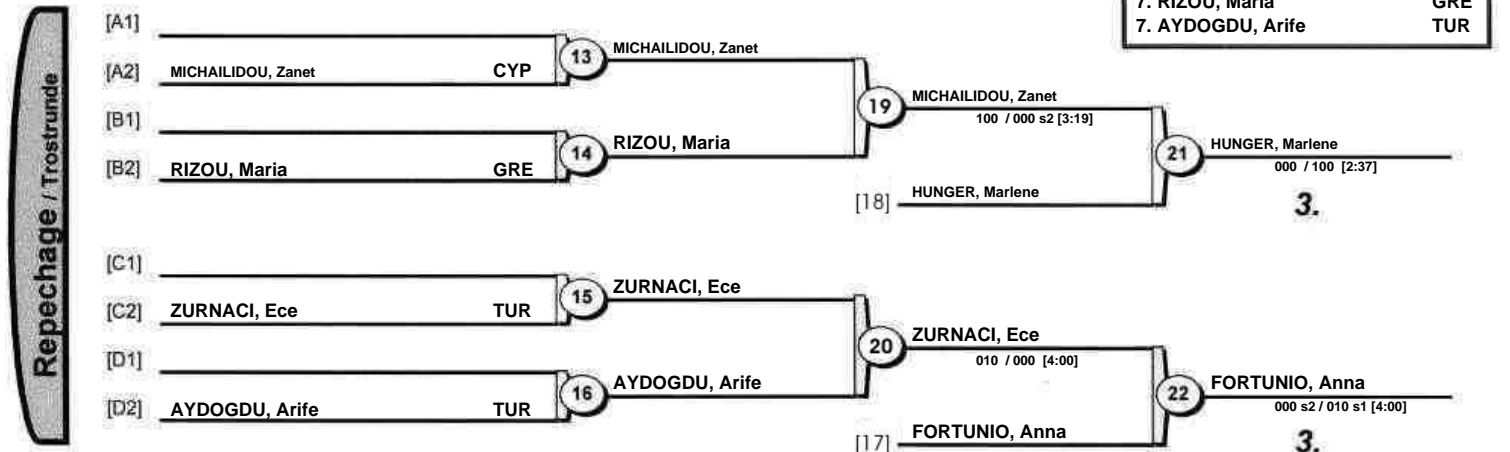 7. RIZOU, Maria GRE
7. AYDOGDU, Arife TUR
Repechage / Trostrunde
[A1]
[A2] MICHAILIDOU, Zanet CYP
13 MICHAILIDOU, Zanet
[B1]
[B2] RIZOU, Maria GRE
14 RIZOU, Maria
19 MICHAILIDOU, Zanet
100 / 000 s2 [3:19]
[18] HUNGER, Marlene
21 HUNGER, Marlene
000 / 100 [2:37]
3.
[C1]
[C2] ZURNACI, Ece TUR
15 ZURNACI, Ece
[D1]
[D2] AYDOGDU, Arife TUR
16 AYDOGDU, Arife
20 ZURNACI, Ece
010 / 000 [4:00]
[17] FORTUNIO, Anna
22 FORTUNIO, Anna
000 s2 / 010 s1 [4:00]
3.